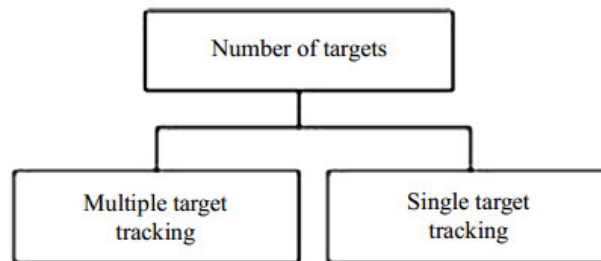 Number of targets
Multiple target
tracking
Single target
tracking